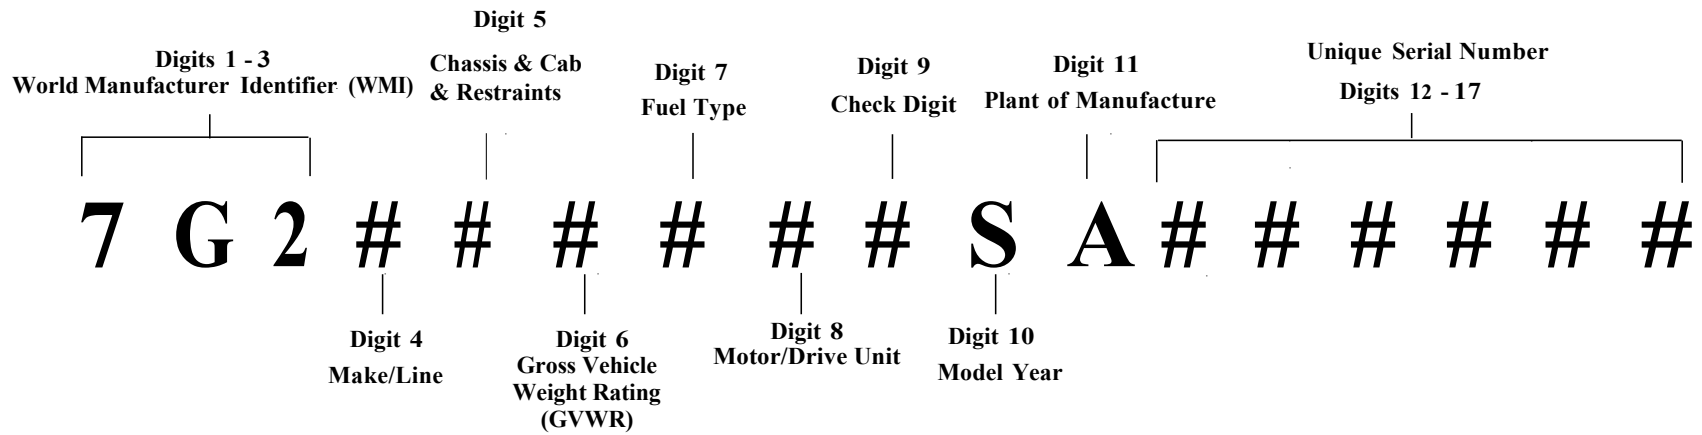 Digits 1 - 3
World Manufacturer Identifier (WMI)
Digit 5
Chassis & Cab
& Restraints
Digit 7
Fuel Type
Digit 9
Check Digit
Digit 11
Plant of Manufacture
Unique Serial Number
Digits 12 - 17
7 G 2 # # # # # # S A # # # # # #
Digit 4
Make/Line
Digit 6
Gross Vehicle
Weight Rating
(GVWR)
Digit 8
Motor/Drive Unit
Digit 10
Model Year